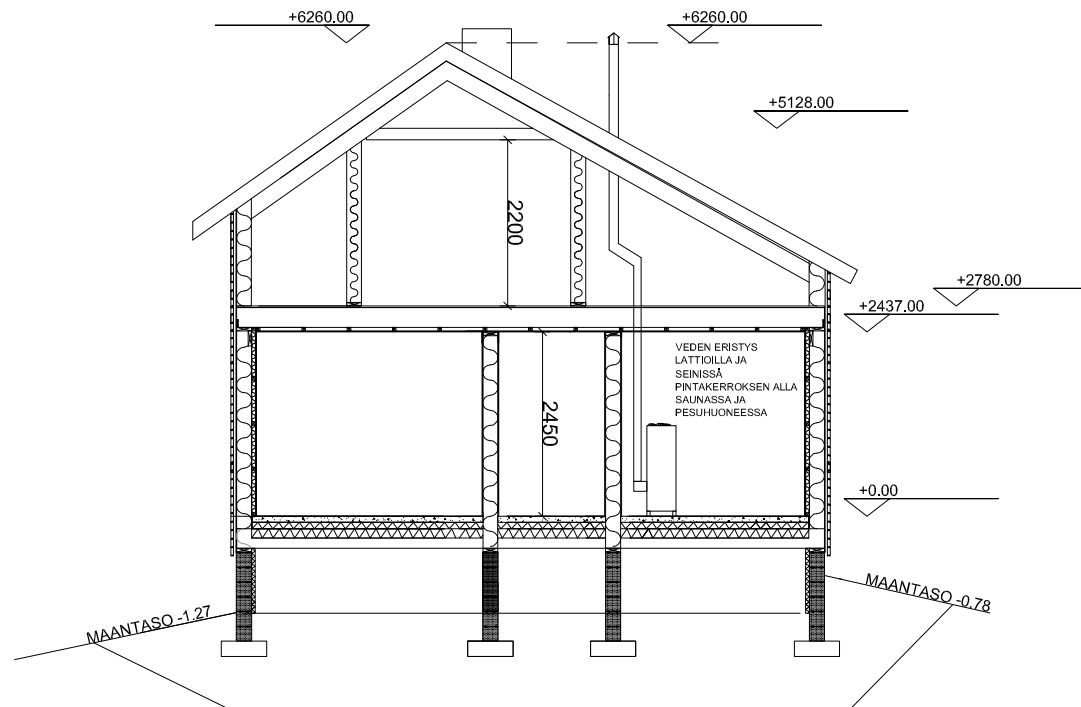 +6260.00
+6260.00
+5128.00
2200
+2780.00
+2437.00
VEDEN ERISTYS
LATTIOILLA JA
SEINISSÄ
PINTAKERROKSEN ALLA
SAUNASSA JA
PESUHUONEESSA
2450
+0.00
MAANTASO -0.78
MAANTASO -1.27